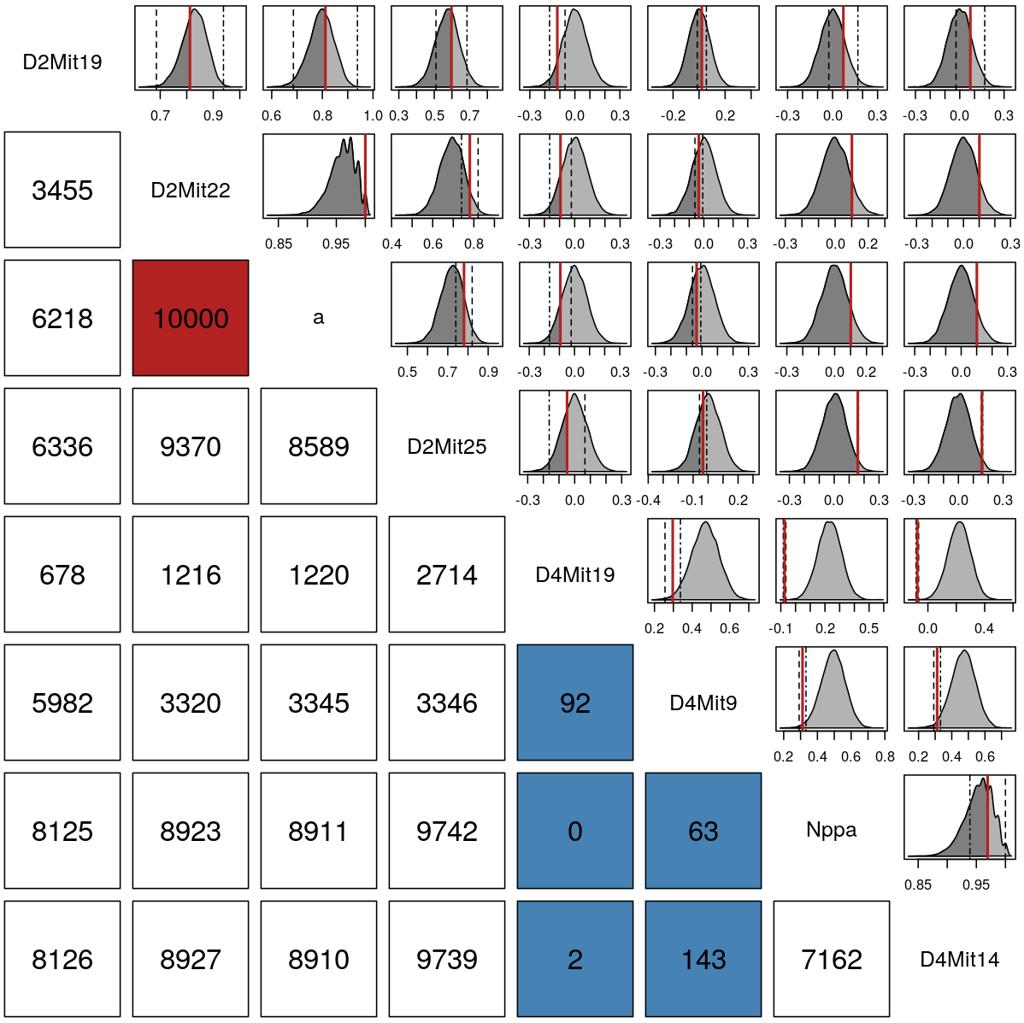 D2Mit19
0.7 0.9 0.6 0.8 1.0 0.3 0.5 0.7 -0.3 0.0 0.3 -0.2 0.2 -0.3 0.0 0.3 -0.3 0.0 0.3
3455 D2Mit22
0.85 0.95 0.4 0.6 0.8 -0.3 0.0 0.3 -0.3 0.0 0.3 -0.3 0.0 0.2 -0.3 0.0 0.3
6218 10000 a
0.5 0.7 0.9 -0.3 0.0 0.3 -0.3 0.0 0.3 -0.3 0.0 0.2 -0.3 0.0 0.3
6336 9370 8589 D2Mit25
-0.3 0.0 0.3 -0.4 -0.1 0.2 -0.3 0.0 0.3 -0.3 0.0 0.3
678 1216 1220 2714 D4Mit19
0.2 0.4 0.6 -0.1 0.2 0.5 0.0 0.4
5982 3320 3345 3346 92 D4Mit9
0.2 0.4 0.6 0.8 0.2 0.4 0.6
8125 8923 8911 9742 0 63 Nppa
0.85 0.95
8126 8927 8910 9739 2 143 7162 D4Mit14